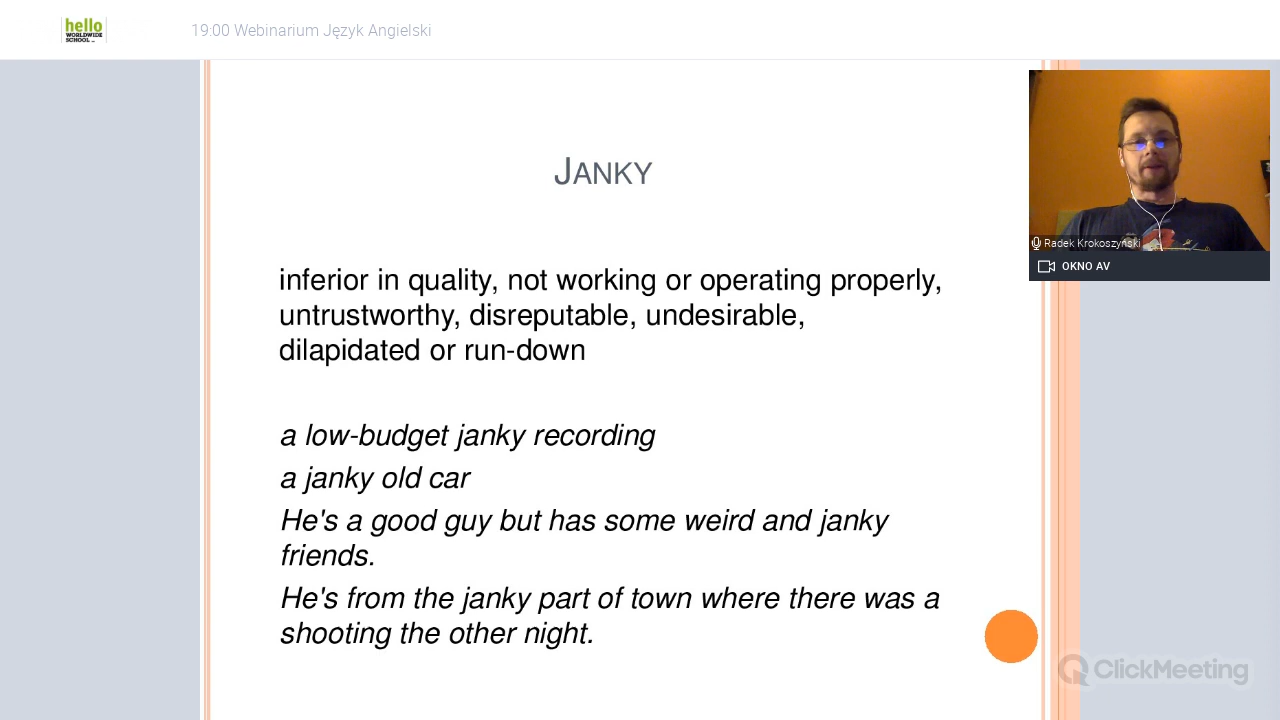 hello
WORLDWIDE
SCHOOL
19:00 Webinarium Język Angielski
JANKY
inferior in quality, not working or operating properly,
untrustworthy, disreputable, undesirable,
dilapidated or run-down
a low-budget janky recording
a janky old car
He's a good guy but has some weird and janky
friends.
He's from the janky part of town where there was a
shooting the other night.
Radek Krokoszyński
OKNO AV
ClickMeeting